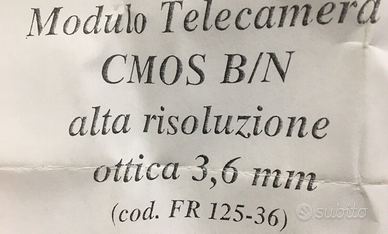 Modulo Telecamera
CMOS B/N
alta risoluzione
ottica 3,6 mm
(cod. FR 125-36)
subito